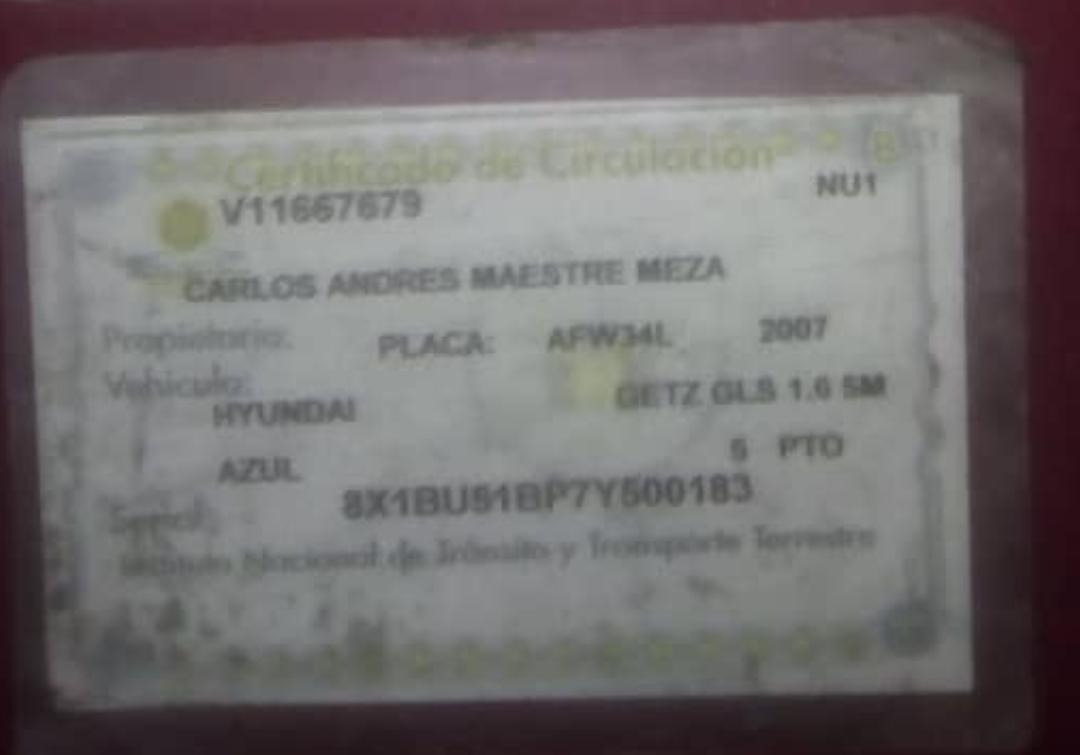 Certificado de Circulación
V11667679 NU1
CARLOS ANDRES MAESTRE MEZA
Propietario: PLACA: AFW34L 2007
Vehículo:
HYUNDAI GETZ GLS 1.6 5M
AZUL 5 PTO
Serial: 8X1BU51BP7Y500183
Instituto Nacional de Tránsito y Transporte Terrestre